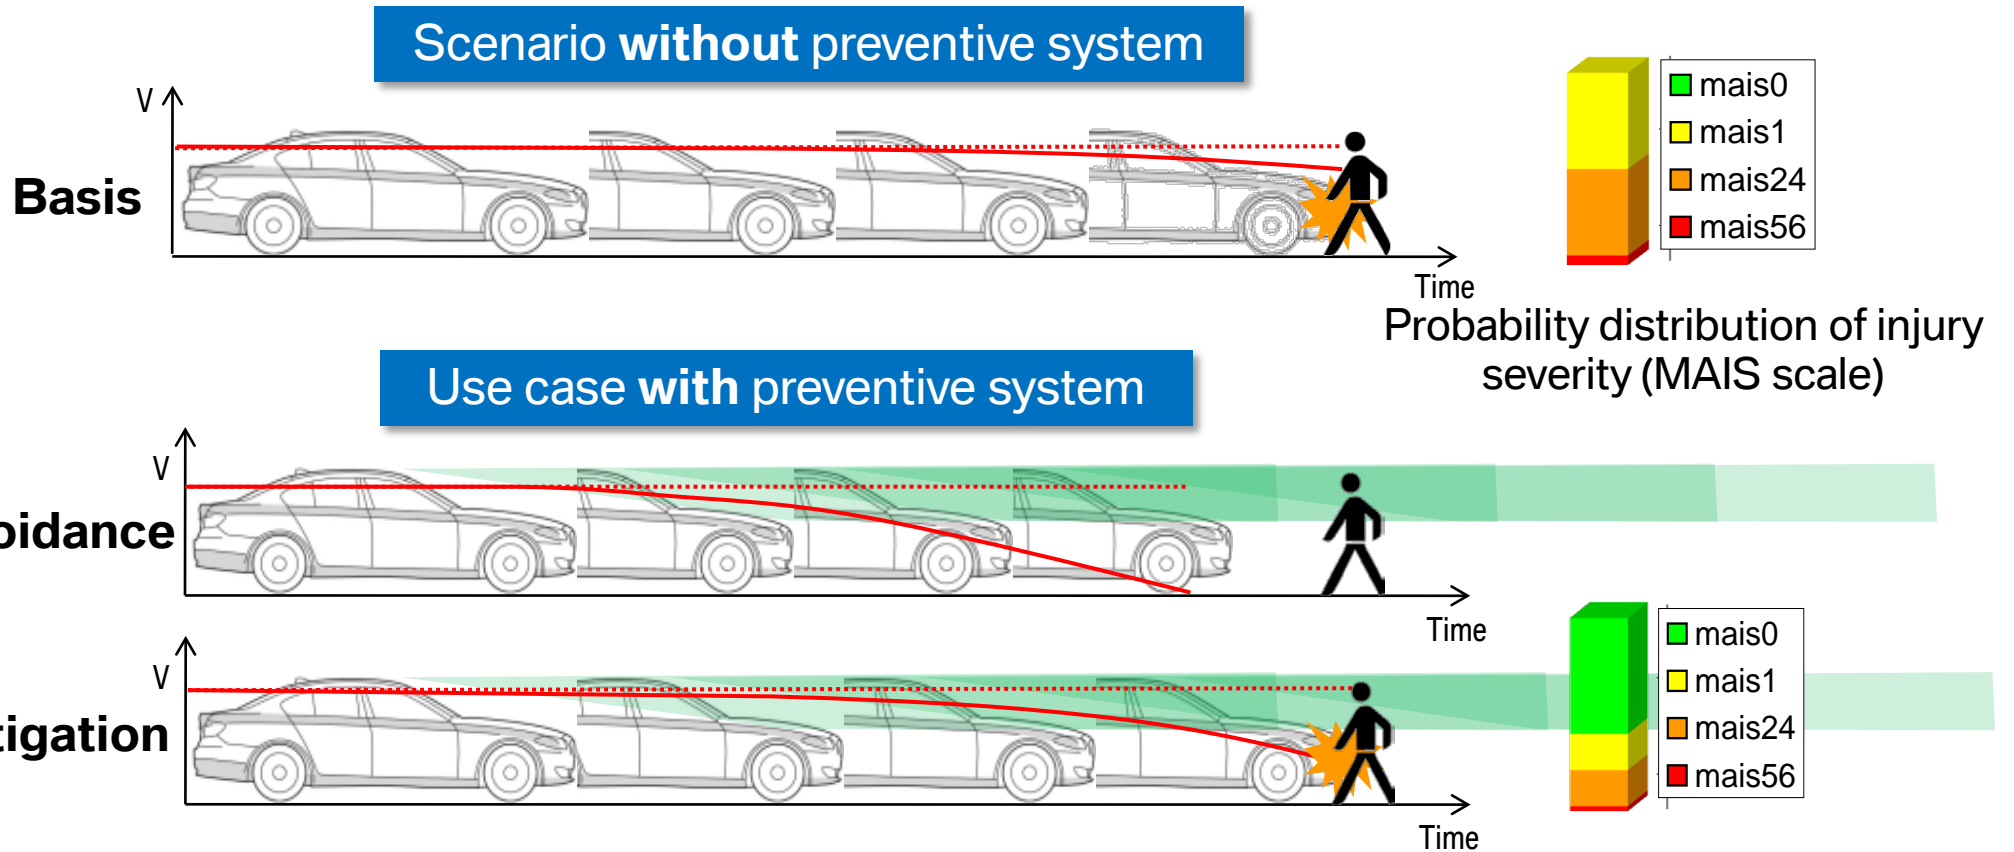 Scenario without preventive system
V
mais0
mais1
Basis
mais24
mais56
Time
Probability distribution of injury
severity (MAIS scale)
Use case with preventive system
V
oidance
Time
V
mais0
mais1
tigation
mais24
mais56
Time